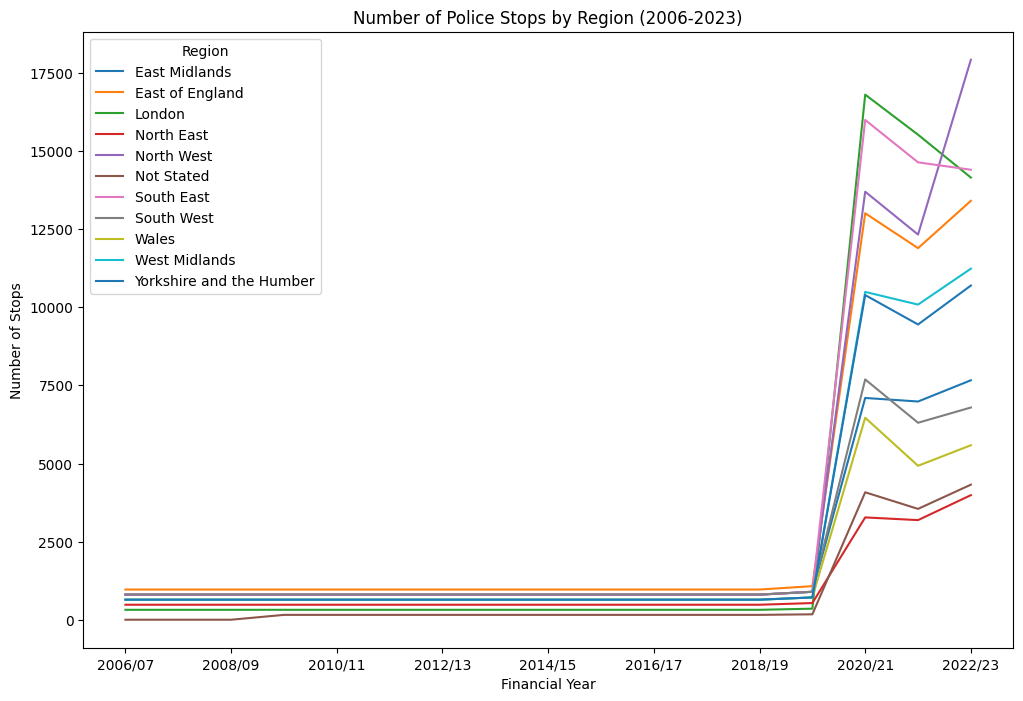 Number of Police Stops by Region (2006-2023)
Number of Stops
17500
15000
12500
10000
7500
5000
2500
0
Region
East Midlands
East of England
London
North East
North West
Not Stated
South East
South West
Wales
West Midlands
Yorkshire and the Humber
2006/07 2008/09 2010/11 2012/13 2014/15 2016/17 2018/19 2020/21 2022/23
Financial Year